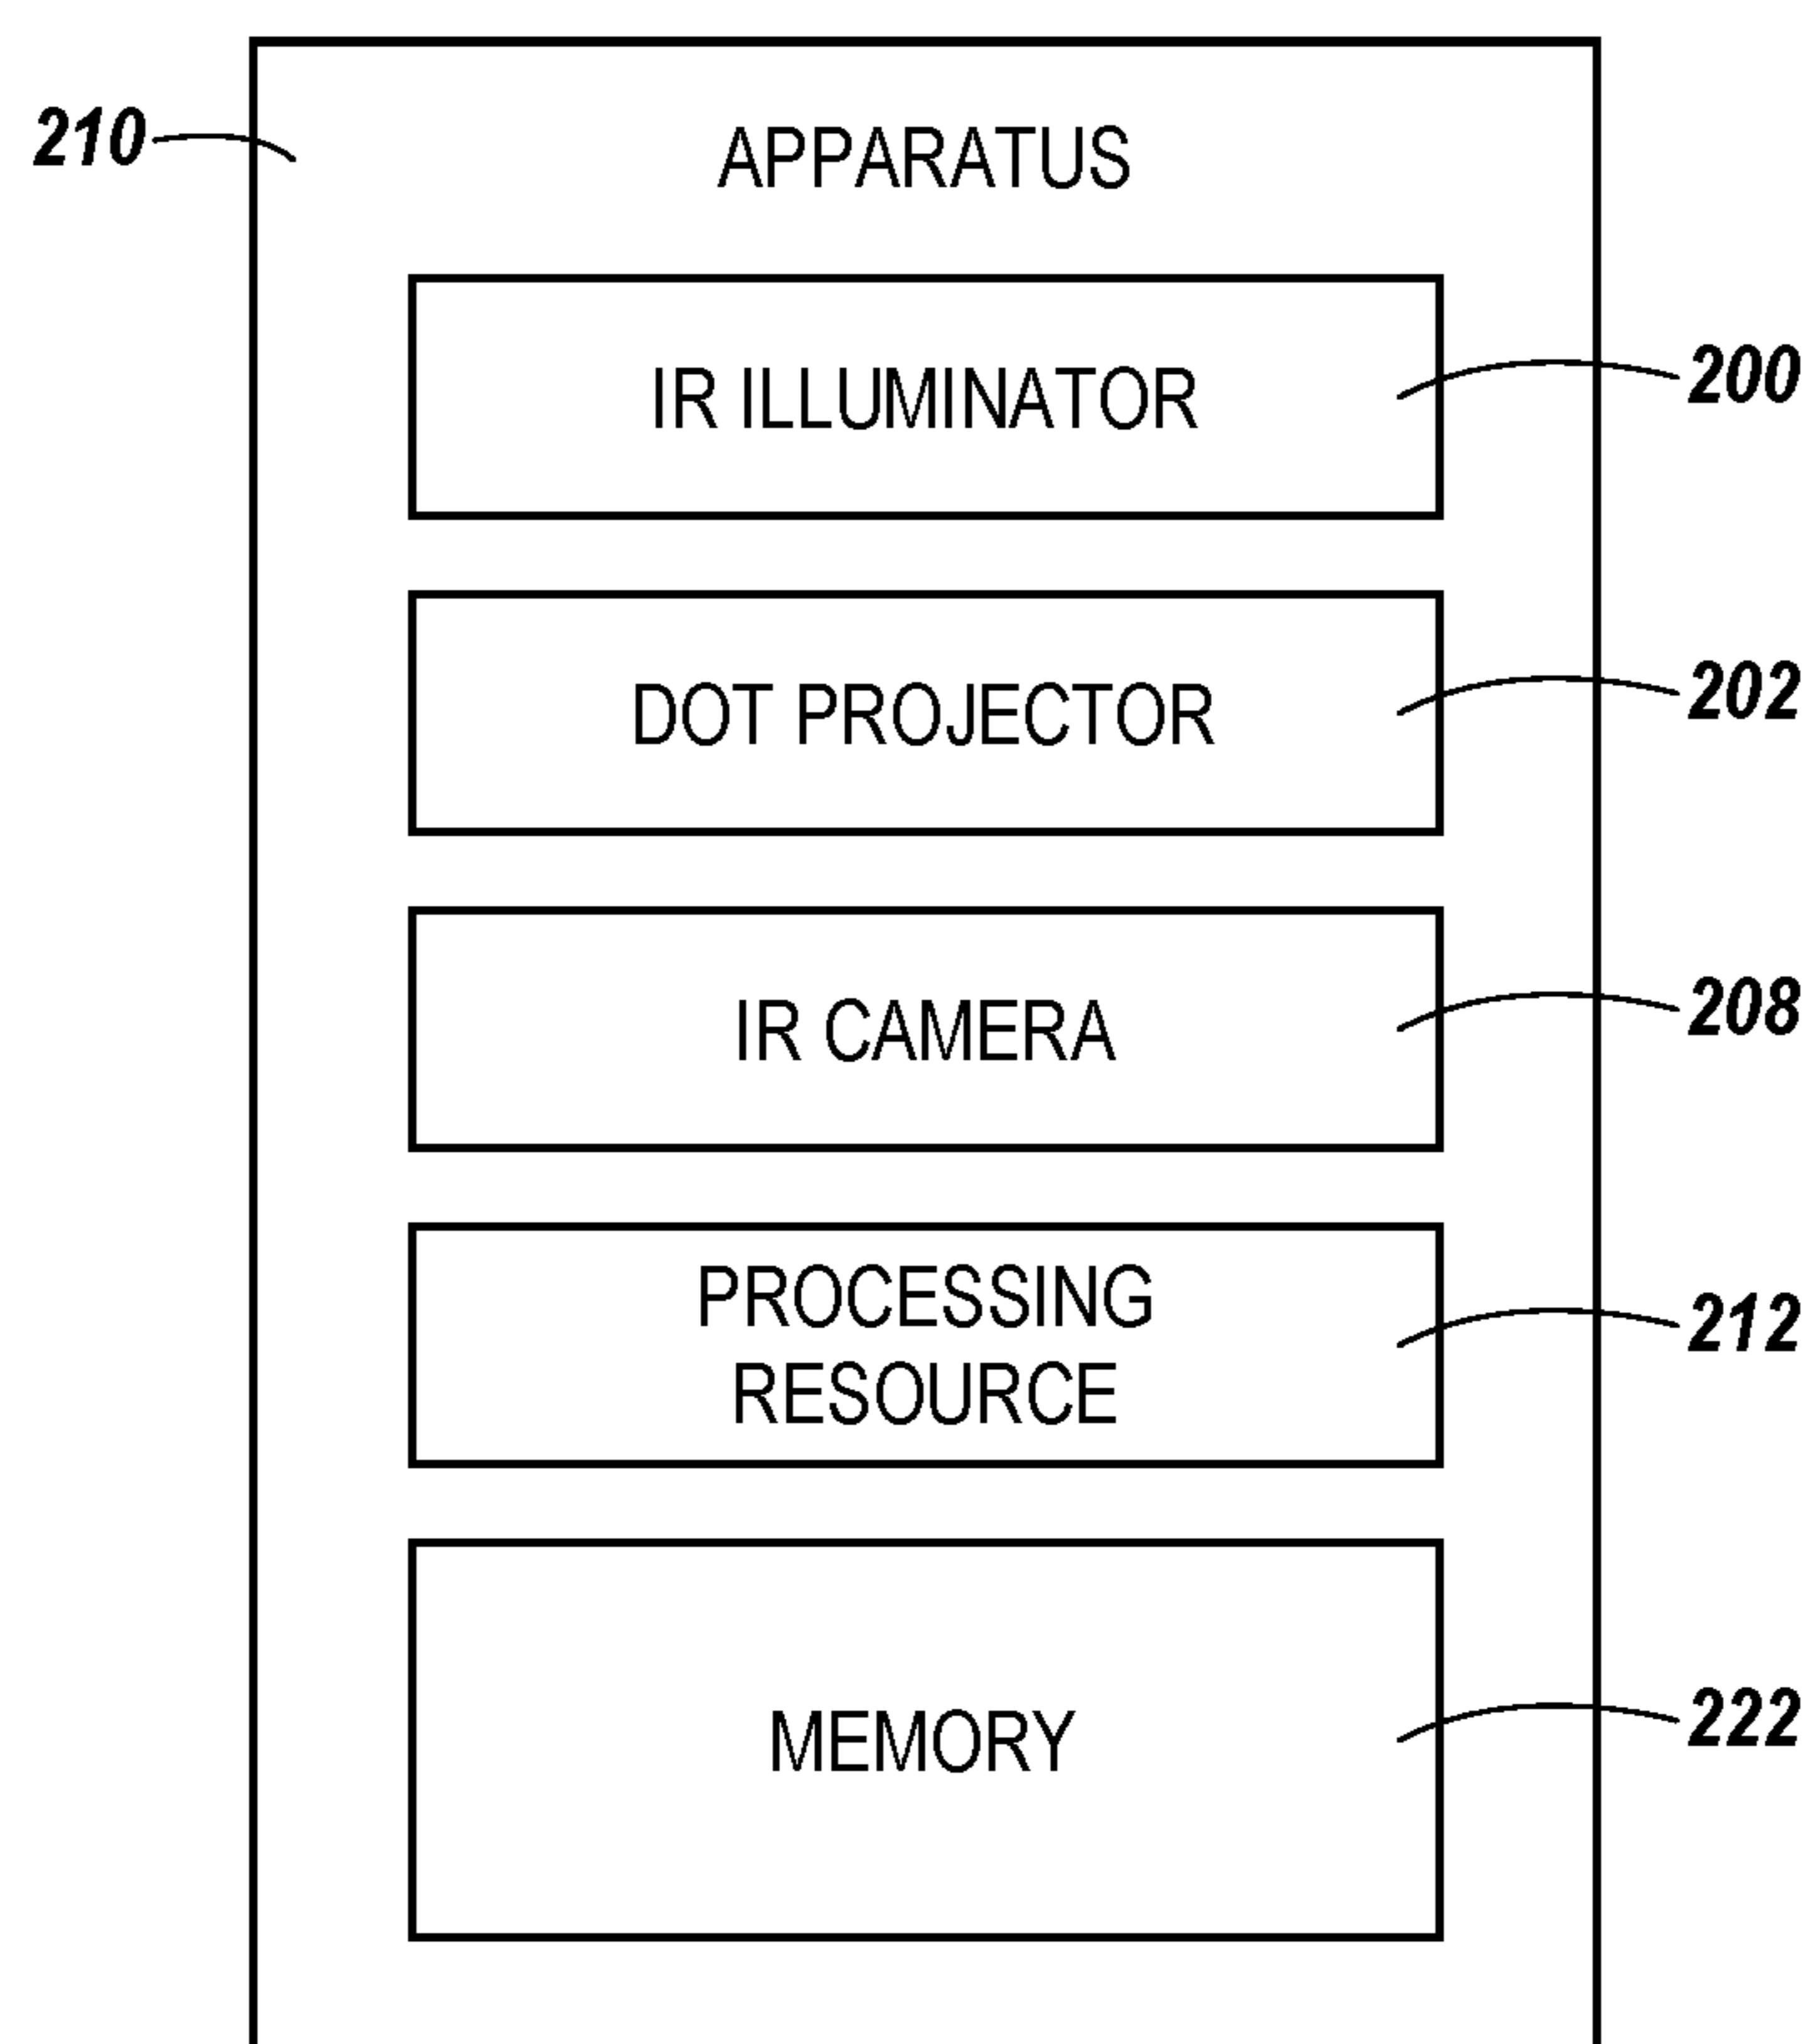 210
APPARATUS
IR ILLUMINATOR
200
DOT PROJECTOR
202
IR CAMERA
208
PROCESSING
RESOURCE
212
MEMORY
222